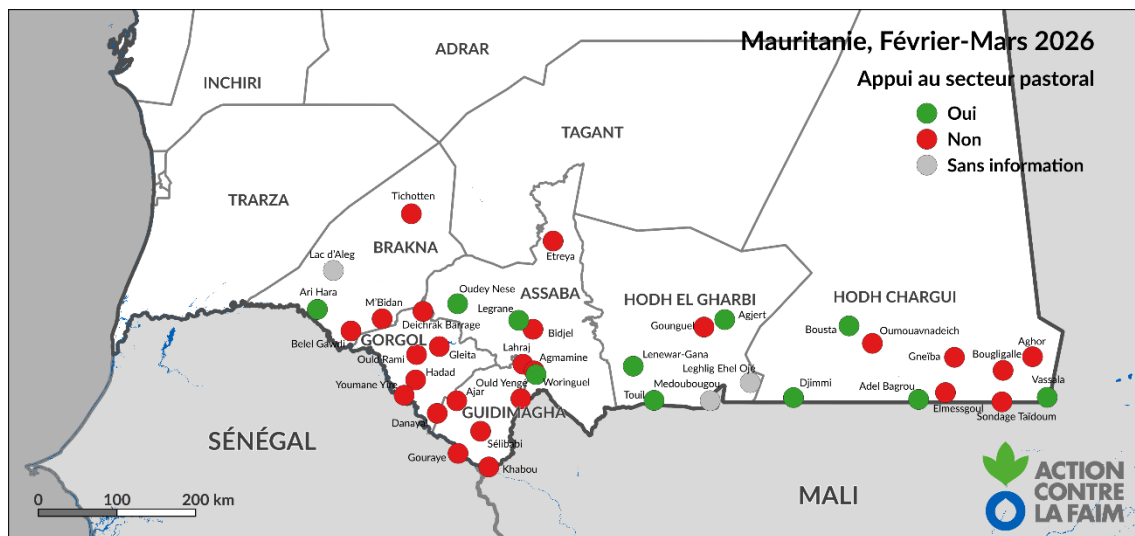 Mauritanie, Février-Mars 2026
Appui au secteur pastoral
Oui
Non
Sans information
ADRAR
INCHIRI
TAGANT
TRARZA
Tichotten
BRAKNA
Etreya
Lac d'Aleg
Ari Hara
Oudey Nese
ASSABA
Legrane
M'Bidan
Deichrak Barrage
Bidjel
Belel Gawdi
GORGOL
HODH EL GHARBI
Agjert
Gounguel
HODH CHARGUI
Bousta
Oumouavnadeich
Aghor
Gneïba
Bougligalle
Vassala
Ould Rami
Gleita
Lahraj
Agmamine
Lenewar-Gana
Leghlig Ehel Oje
Hadad
Ould Yenge
Woringuel
Youmane Yire
Ajar
Touil
Medoubougou
Djimmi
Adel Bagrou
Elmessgoul
Sondage Taïdoum
GUIDIMAGHA
Danayal
Sélibabi
Gouraye
Khabou
SÉNÉGAL
MALI
0 100 200 km
ACTION
CONTRE
LA FAIM